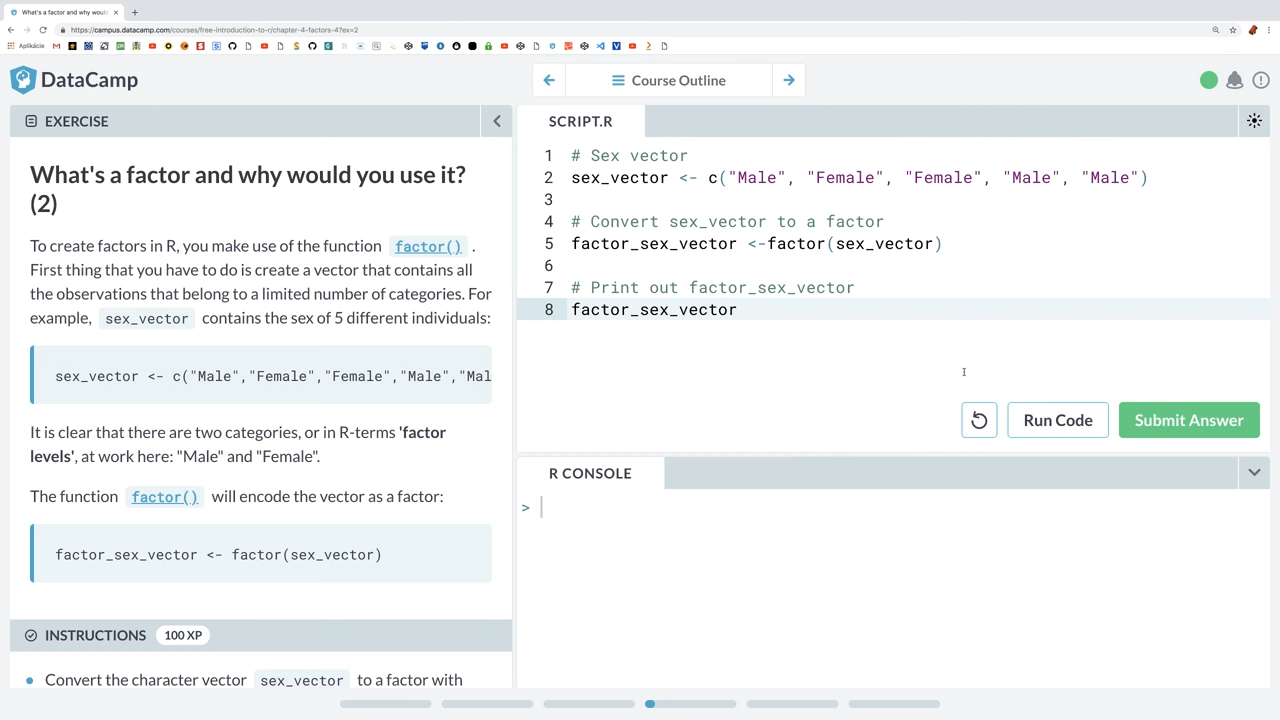 What's a factor and why would
https://campus.datacamp.com/courses/free-introduction-to-r/chapter-4-factors-4?ex=2
Aplikácie
DataCamp
Course Outline
EXERCISE
What's a factor and why would you use it?
(2)
To create factors in R, you make use of the function factor() .
First thing that you have to do is create a vector that contains all
the observations that belong to a limited number of categories. For
example, sex_vector contains the sex of 5 different individuals:
sex_vector <- c("Male","Female","Female","Male","Mal
It is clear that there are two categories, or in R-terms 'factor
levels', at work here: "Male" and "Female".
The function factor() will encode the vector as a factor:
factor_sex_vector <- factor(sex_vector)
INSTRUCTIONS 100 XP
Convert the character vector sex_vector to a factor with
SCRIPT.R
1 # Sex vector
2 sex_vector <- c("Male", "Female", "Female", "Male", "Male")
3
4 # Convert sex_vector to a factor
5 factor_sex_vector <-factor(sex_vector)
6
7 # Print out factor_sex_vector
8 factor_sex_vector
Run Code
Submit Answer
R CONSOLE
>